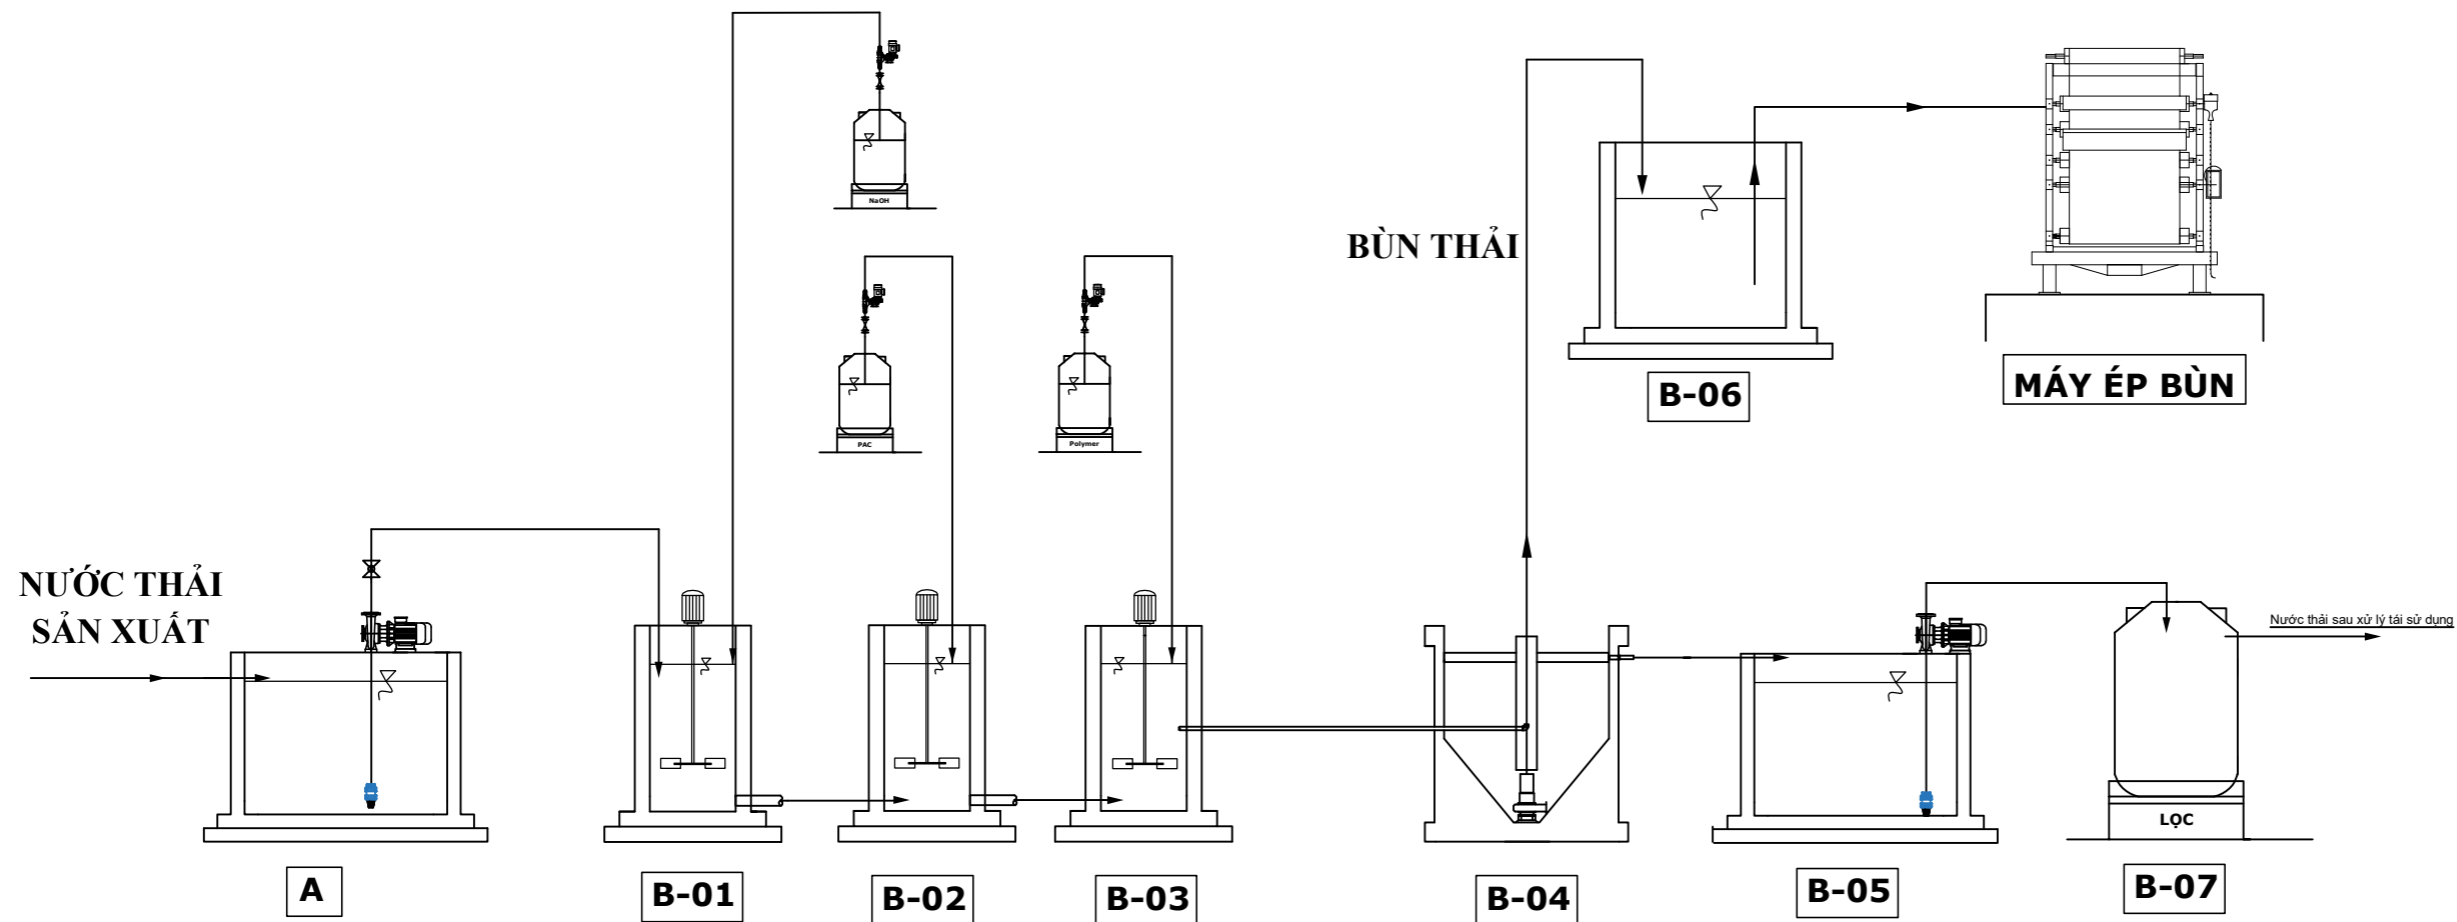 NaOH
BÙN THẢI
B-06
MÁY ÉP BÙN
PAC
Polymer
NƯỚC THẢI
SẢN XUẤT
Nước thải sau xử lý tái sử dụng
LỌC
A
B-01
B-02
B-03
B-04
B-05
B-07